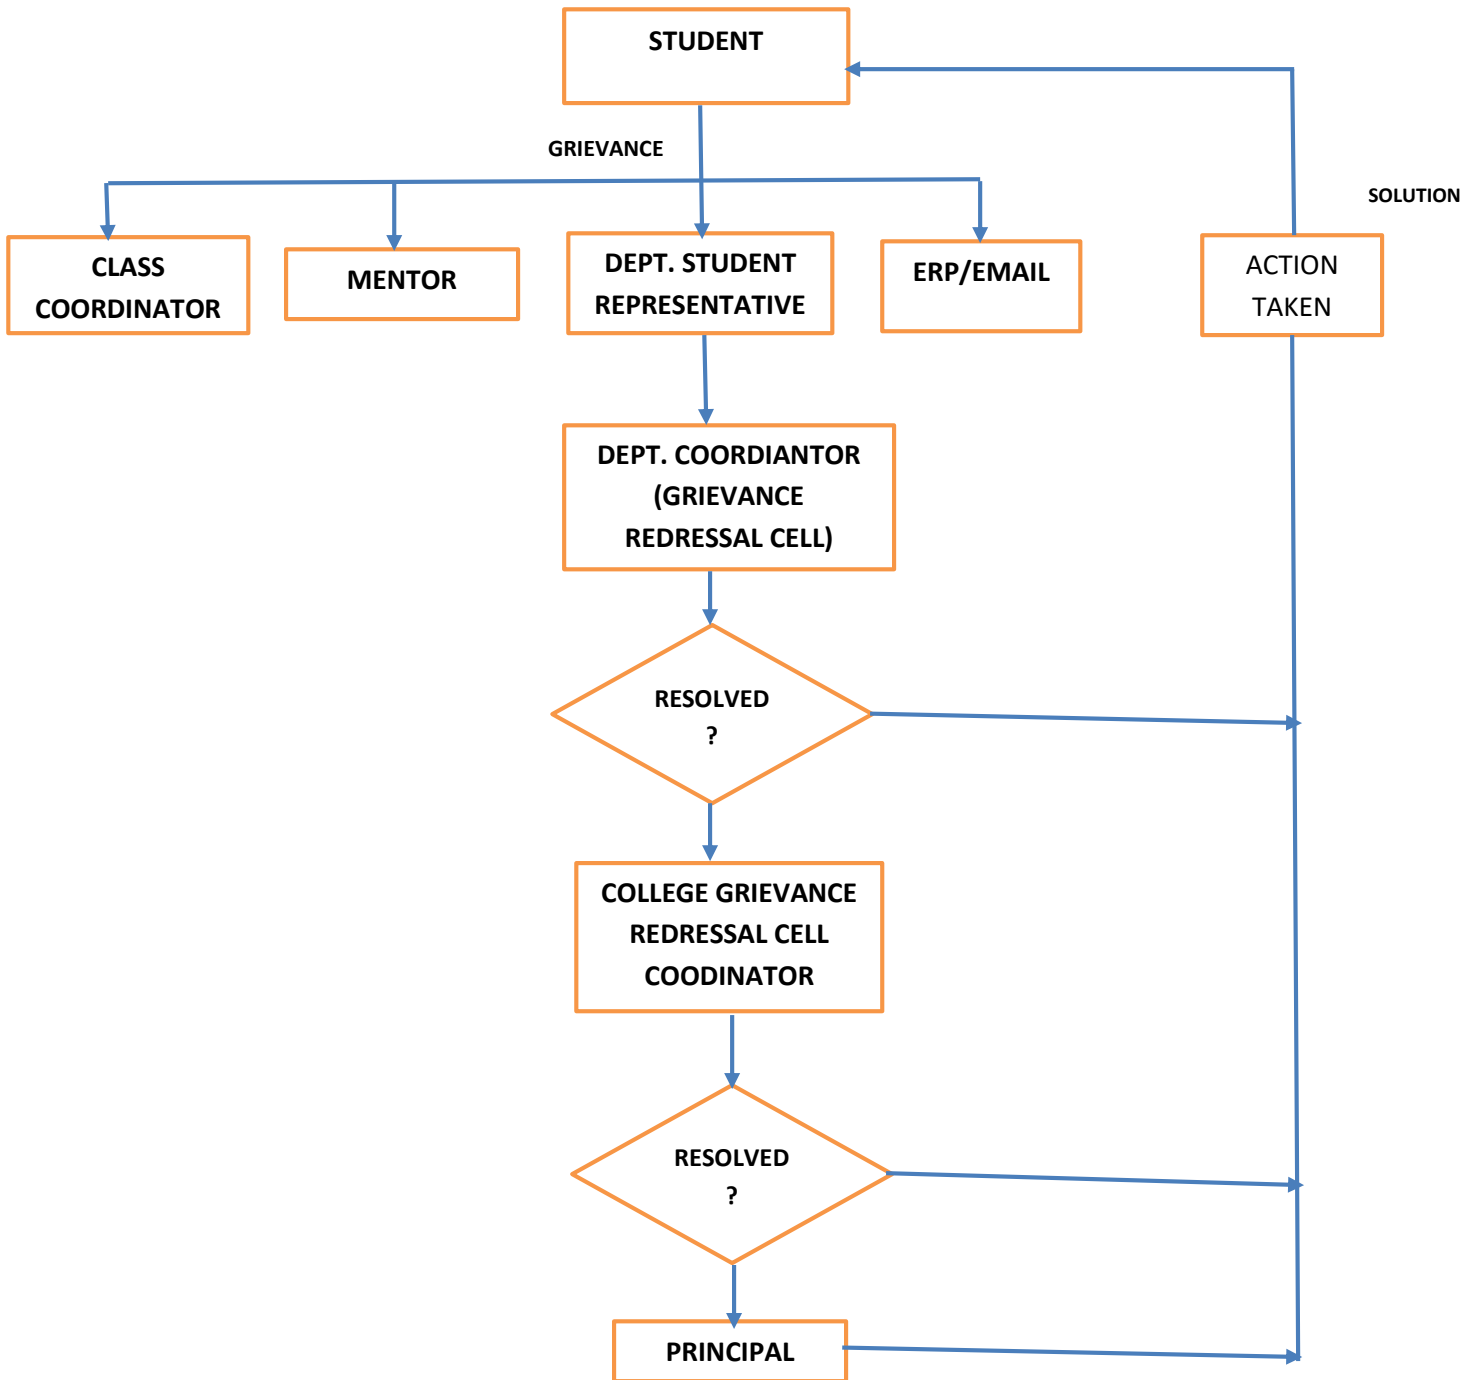 STUDENT
GRIEVANCE
SOLUTION
CLASS
COORDINATOR
MENTOR
DEPT. STUDENT
REPRESENTATIVE
ERP/EMAIL
ACTION
TAKEN
DEPT. COORDIANTOR
(GRIEVANCE
REDRESSAL CELL)
RESOLVED
?
COLLEGE GRIEVANCE
REDRESSAL CELL
COODINATOR
RESOLVED
?
PRINCIPAL